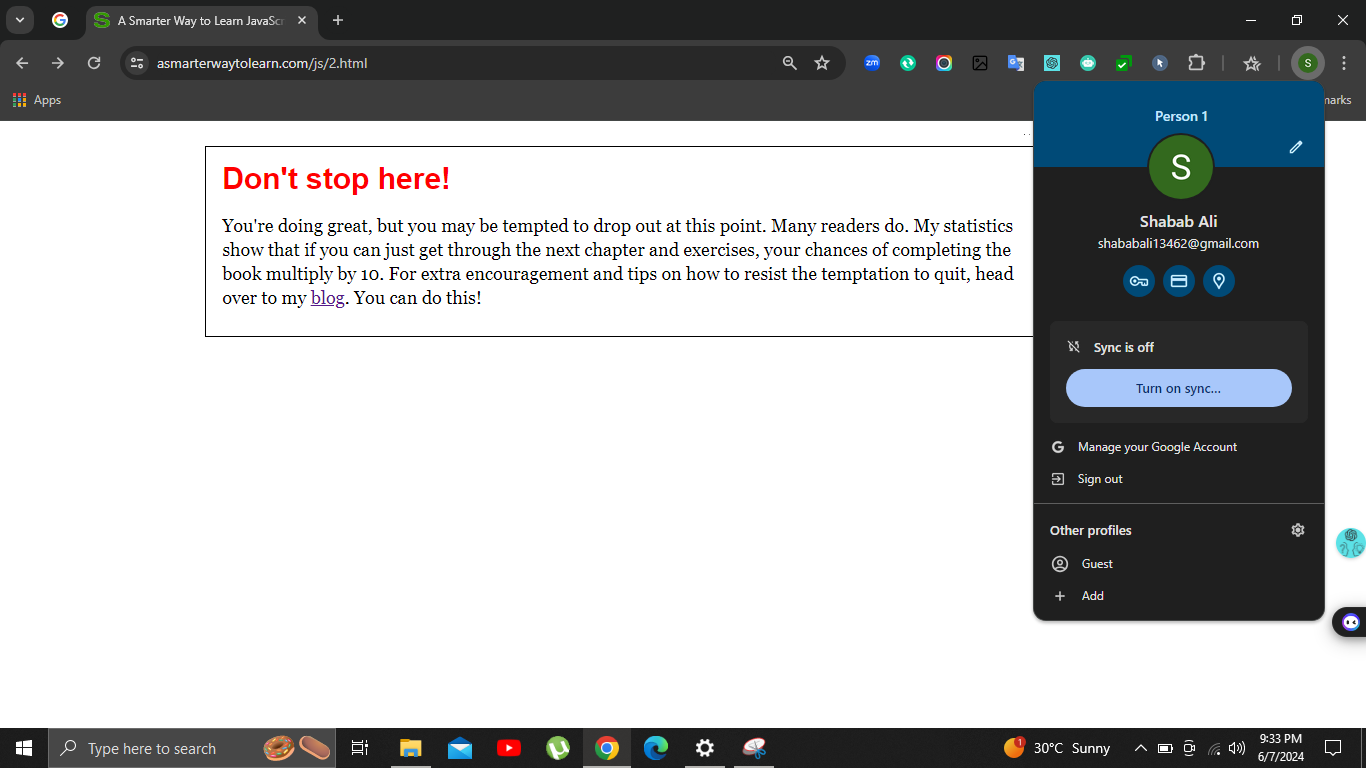 A Smarter Way to Learn JavaScr
asmarterwaytolearn.com/js/2.html
zm
S
Apps
marks
Don't stop here!
You're doing great, but you may be tempted to drop out at this point. Many readers do. My statistics
show that if you can just get through the next chapter and exercises, your chances of completing the
book multiply by 10. For extra encouragement and tips on how to resist the temptation to quit, head
over to my blog. You can do this!
Person 1
S
Shabab Ali
shababali13462@gmail.com
Sync is off
Turn on sync...
G Manage your Google Account
Sign out
Other profiles
Guest
Add
Type here to search
1
30°C Sunny
9:33 PM
6/7/2024